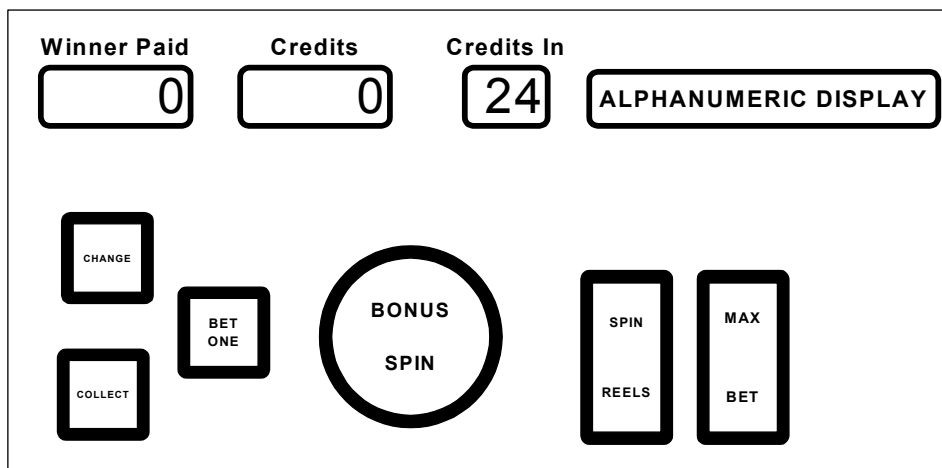 Winner Paid Credits Credits In
0 0 24 ALPHANUMERIC DISPLAY
CHANGE
BET
ONE
COLLECT
BONUS
SPIN
SPIN
REELS
MAX
BET